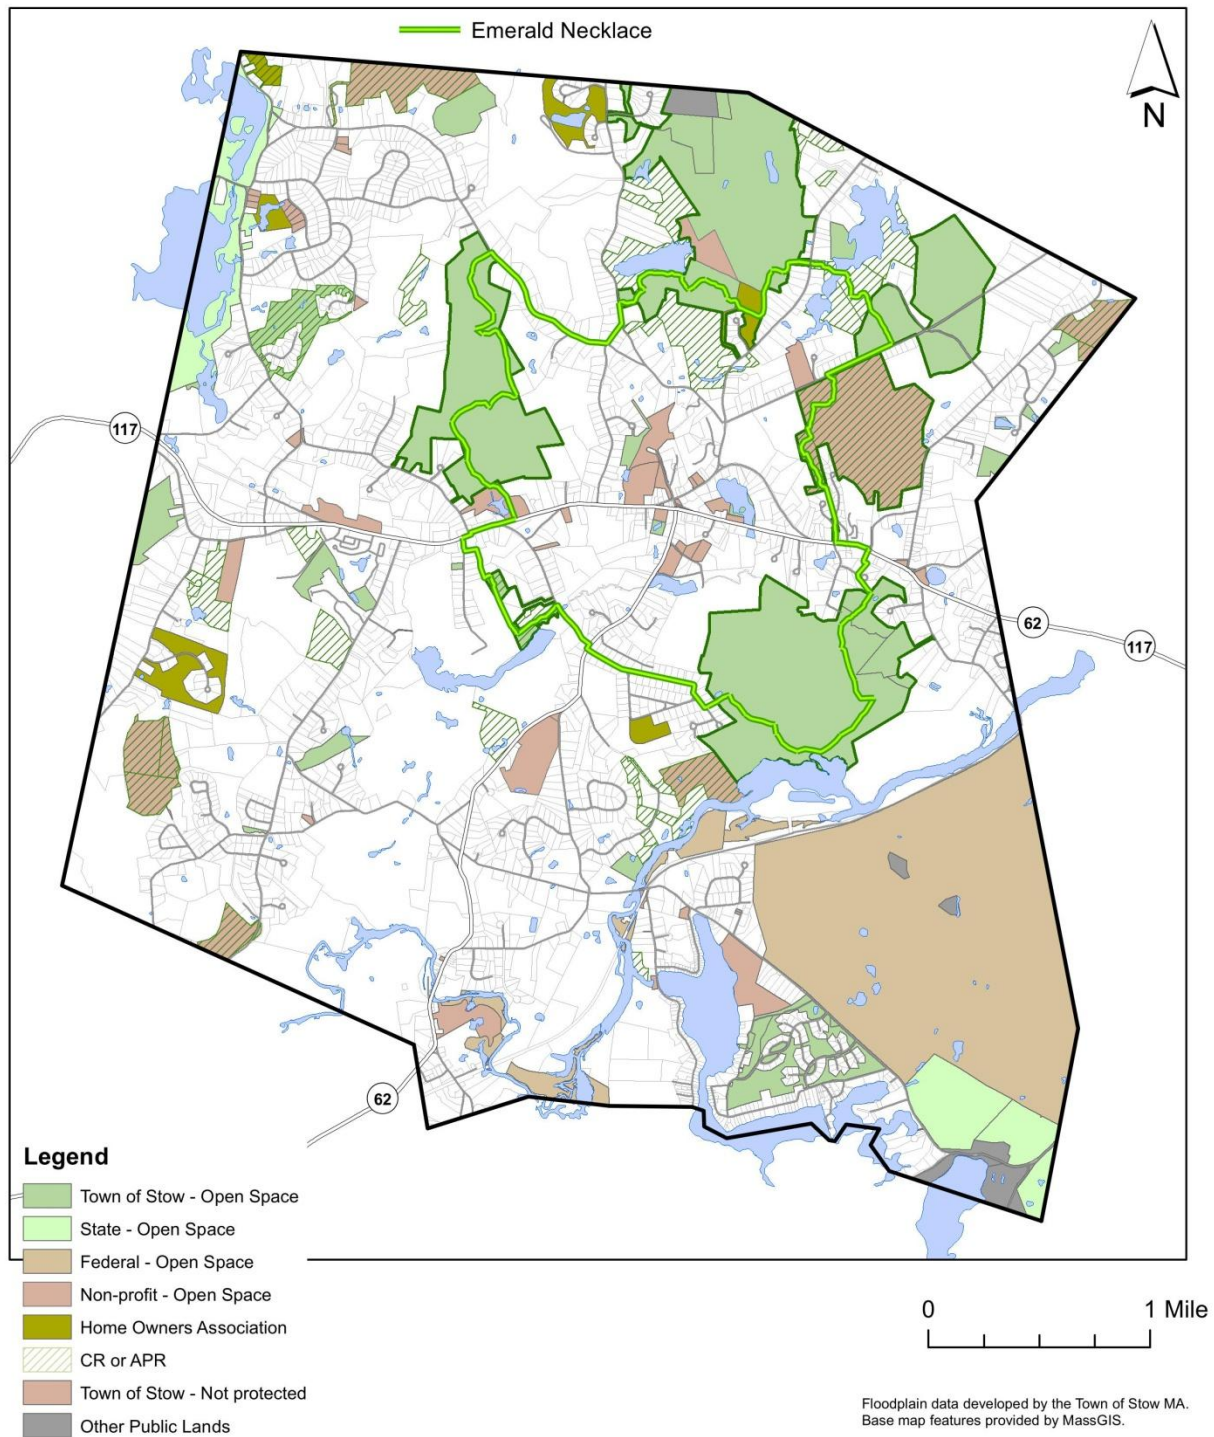 Emerald Necklace
N
117
62
117
62
Legend
Town of Stow - Open Space
State - Open Space
Federal - Open Space
Non-profit - Open Space
Home Owners Association
CR or APR
Town of Stow - Not protected
Other Public Lands
0 1 Mile
Floodplain data developed by the Town of Stow MA.
Base map features provided by MassGIS.